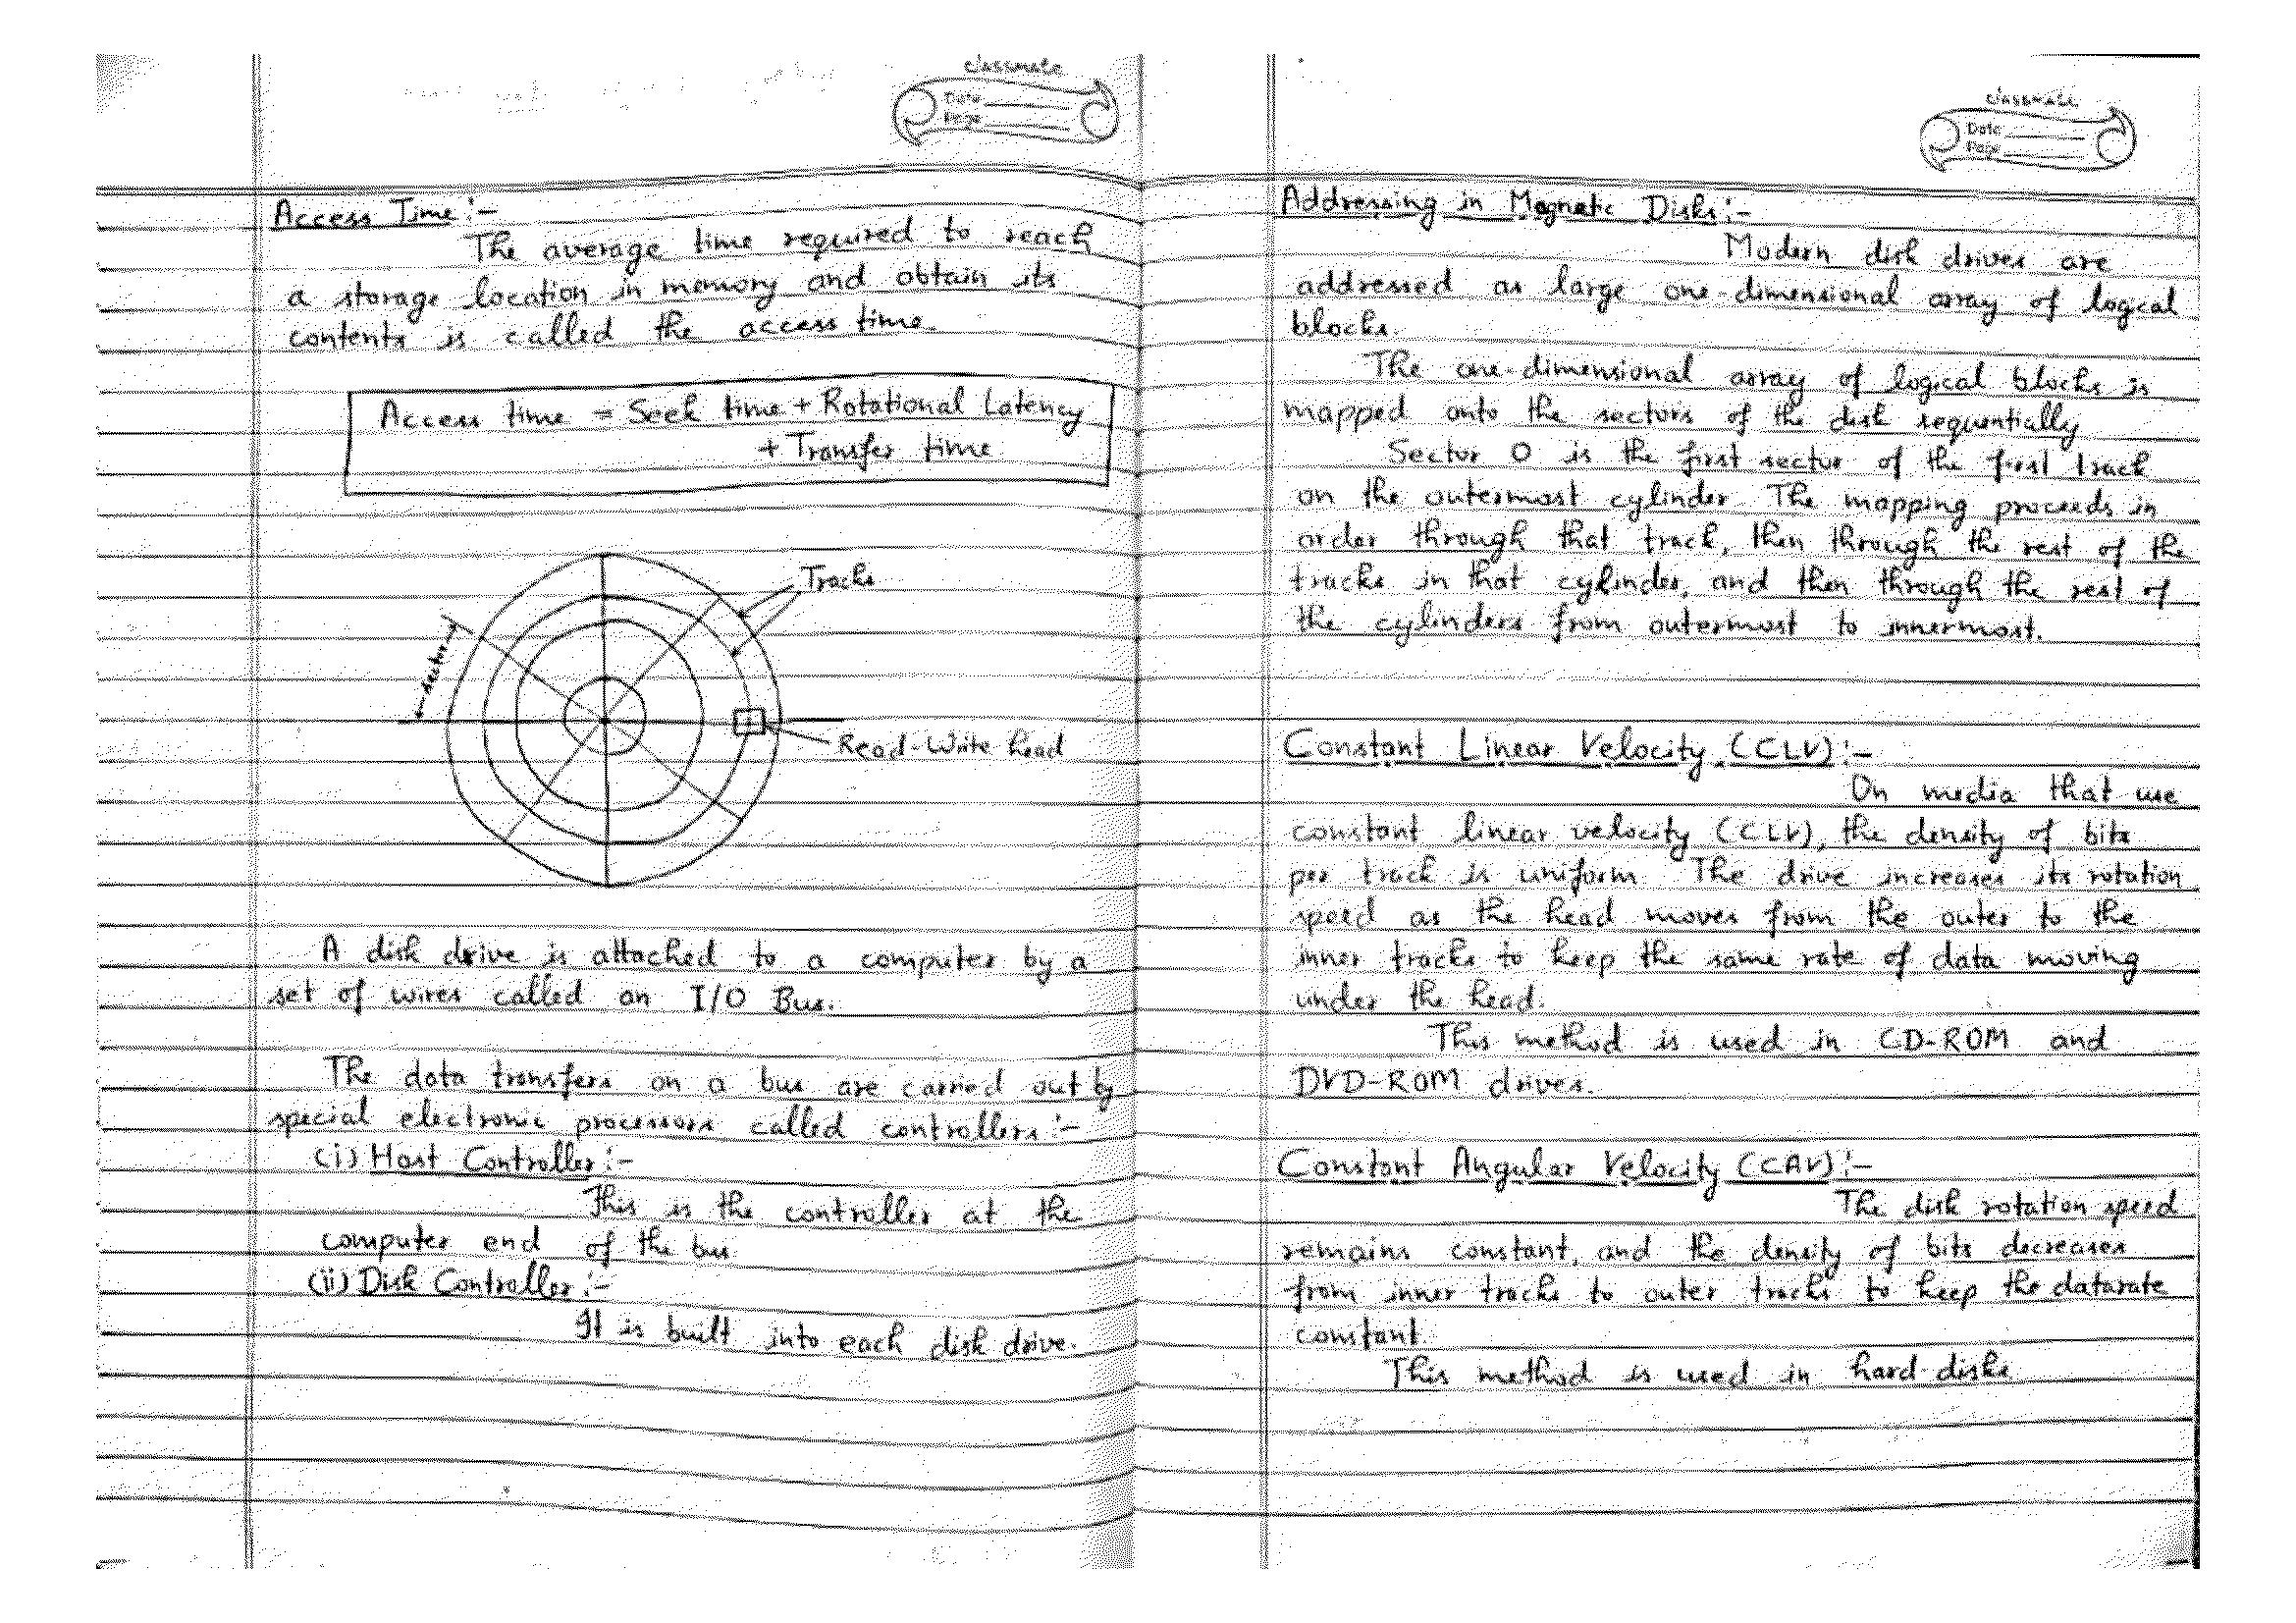 classmate
Date
Page
Access Time :-
The average time required to reach
a storage location in memory and obtain its
contents is called the access time.
Access time = Seek time + Rotational Latency
+ Transfer time
Tracks
sector
Read-Write head
A disk drive is attached to a computer by a
set of wires called an I/O Bus.
The data transfers on a bus are carried out by
special electronic processors called controllers :-
(i) Host Controller :-
This is the controller at the
computer end of the bus
(ii) Disk Controller :-
It is built into each disk drive.
classmate
Date
Page
Addressing in Magnetic Disks :-
Modern disk drives are
addressed as large one-dimensional array of logical
blocks.
The one-dimensional array of logical blocks is
mapped onto the sectors of the disk sequentially
Sector 0 is the first sector of the first track
on the outermost cylinder. The mapping proceeds in
order through that track, then through the rest of the
tracks in that cylinder, and then through the rest of
the cylinders from outermost to innermost.
Constant Linear Velocity (CLV) :-
On media that use
constant linear velocity (CLV), the density of bits
per track is uniform. The drive increases its rotation
speed as the head moves from the outer to the
inner tracks to keep the same rate of data moving
under the head.
This method is used in CD-ROM and
DVD-ROM drives.
Constant Angular Velocity (CAV) :-
The disk rotation speed
remains constant, and the density of bits decreases
from inner tracks to outer tracks to keep the datarate
constant.
This method is used in hard disks